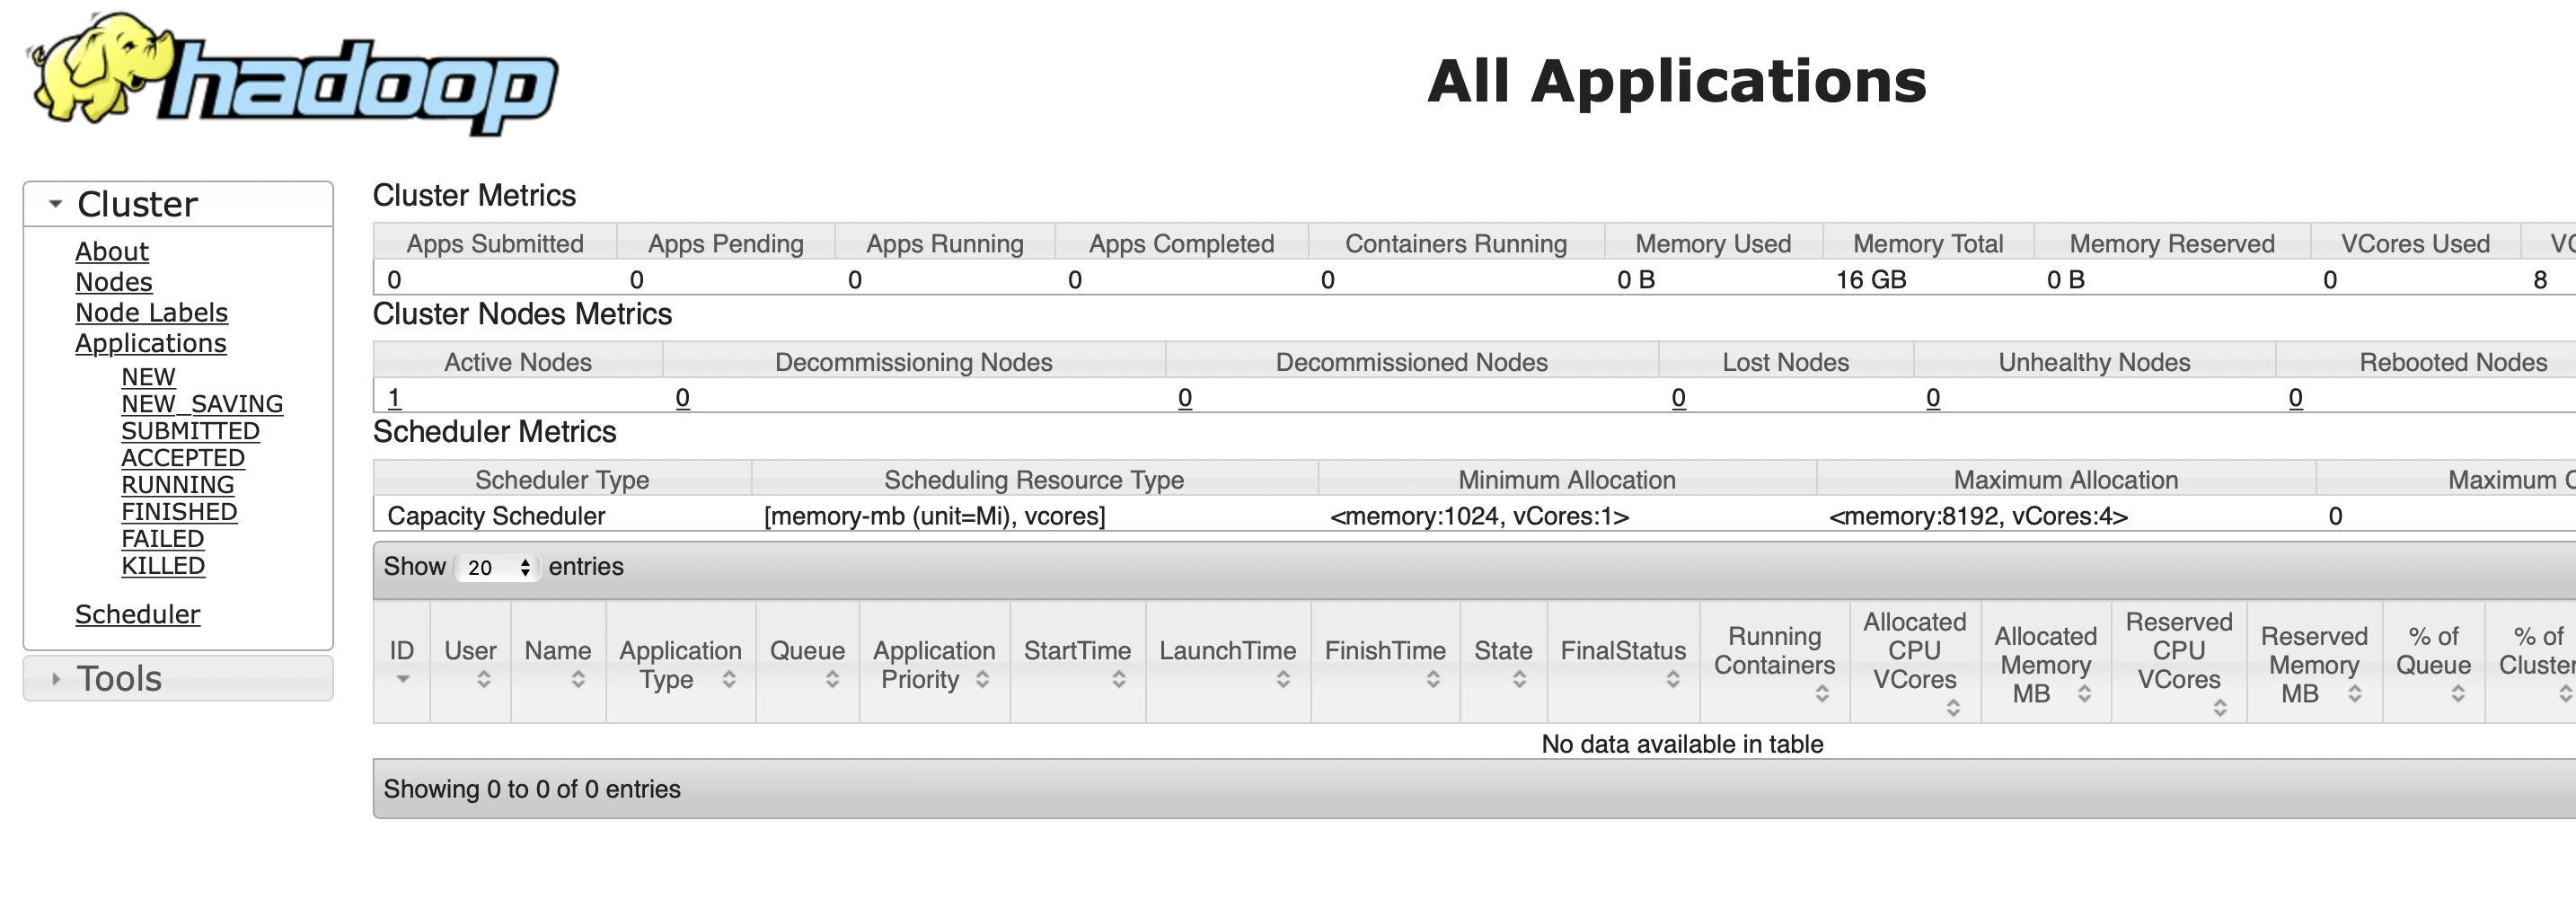 hadoop
All Applications
Cluster
About
Nodes
Node Labels
Applications
NEW
NEW_SAVING
SUBMITTED
ACCEPTED
RUNNING
FINISHED
FAILED
KILLED
Scheduler
Tools
Cluster Metrics
Apps Submitted Apps Pending Apps Running Apps Completed Containers Running Memory Used Memory Total Memory Reserved VCores Used
0 0 0 0 0 0 B 16 GB 0 B 0 8
Cluster Nodes Metrics
Active Nodes Decommissioning Nodes Decommissioned Nodes Lost Nodes Unhealthy Nodes Rebooted Nodes
1 0 0 0 0 0
Scheduler Metrics
Scheduler Type Scheduling Resource Type Minimum Allocation Maximum Allocation Maximum
Capacity Scheduler [memory-mb (unit=Mi), vcores] <memory:1024, vCores:1> <memory:8192, vCores:4> 0
Show 20 entries
ID User Name Application Type Queue Application Priority StartTime LaunchTime FinishTime State FinalStatus Running Containers Allocated CPU VCores Allocated Memory MB Reserved CPU VCores Reserved Memory MB % of Queue % of Cluster
No data available in table
Showing 0 to 0 of 0 entries